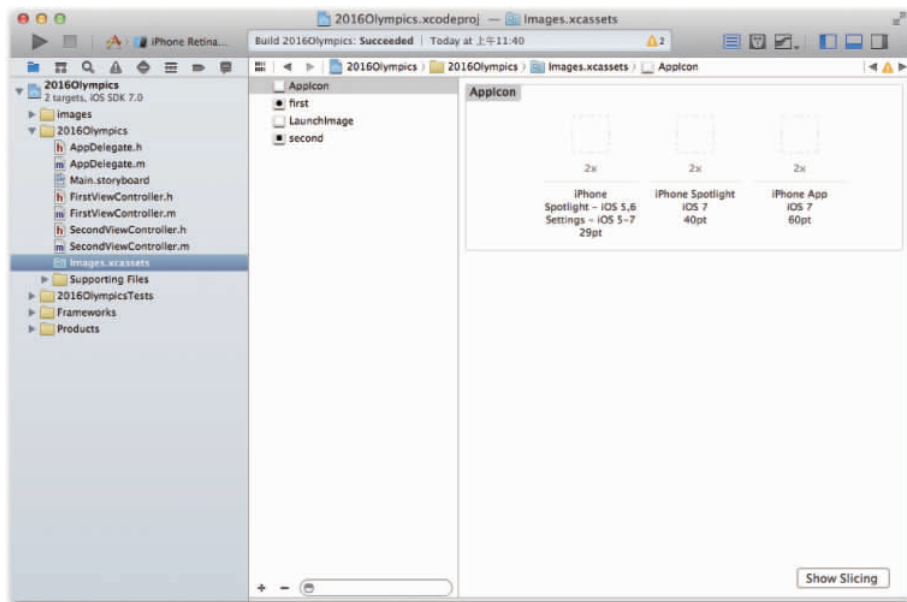 2016Olympics.xcodeproj — Images.xcassets
iPhone Retina...
Build 2016Olympics: Succeeded | Today at 上午11:40
2
2016Olympics
2016Olympics
Images.xcassets
AppIcon
2016Olympics
2 targets, iOS SDK 7.0
images
2016Olympics
h AppDelegate.h
m AppDelegate.m
Main.storyboard
h FirstViewController.h
m FirstViewController.m
h SecondViewController.h
m SecondViewController.m
Images.xcassets
Supporting Files
2016OlympicsTests
Frameworks
Products
AppIcon
first
LaunchImage
second
AppIcon
2x
iPhone
Spotlight - iOS 5,6
Settings - iOS 5-7
29pt
2x
iPhone Spotlight
iOS 7
40pt
2x
iPhone App
iOS 7
60pt
Show Slicing